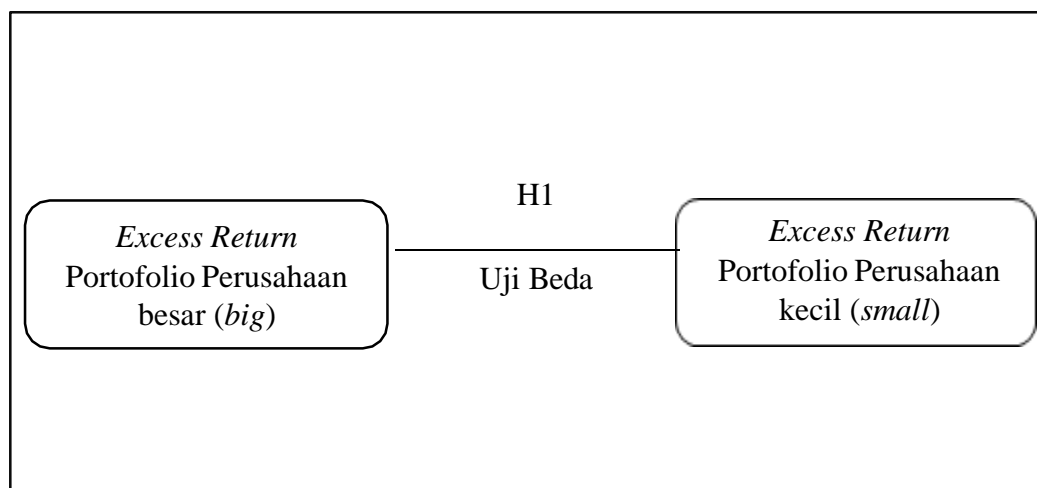 H1
Excess Return
Portofolio Perusahaan
besar (big)
Uji Beda
Excess Return
Portofolio Perusahaan
kecil (small)